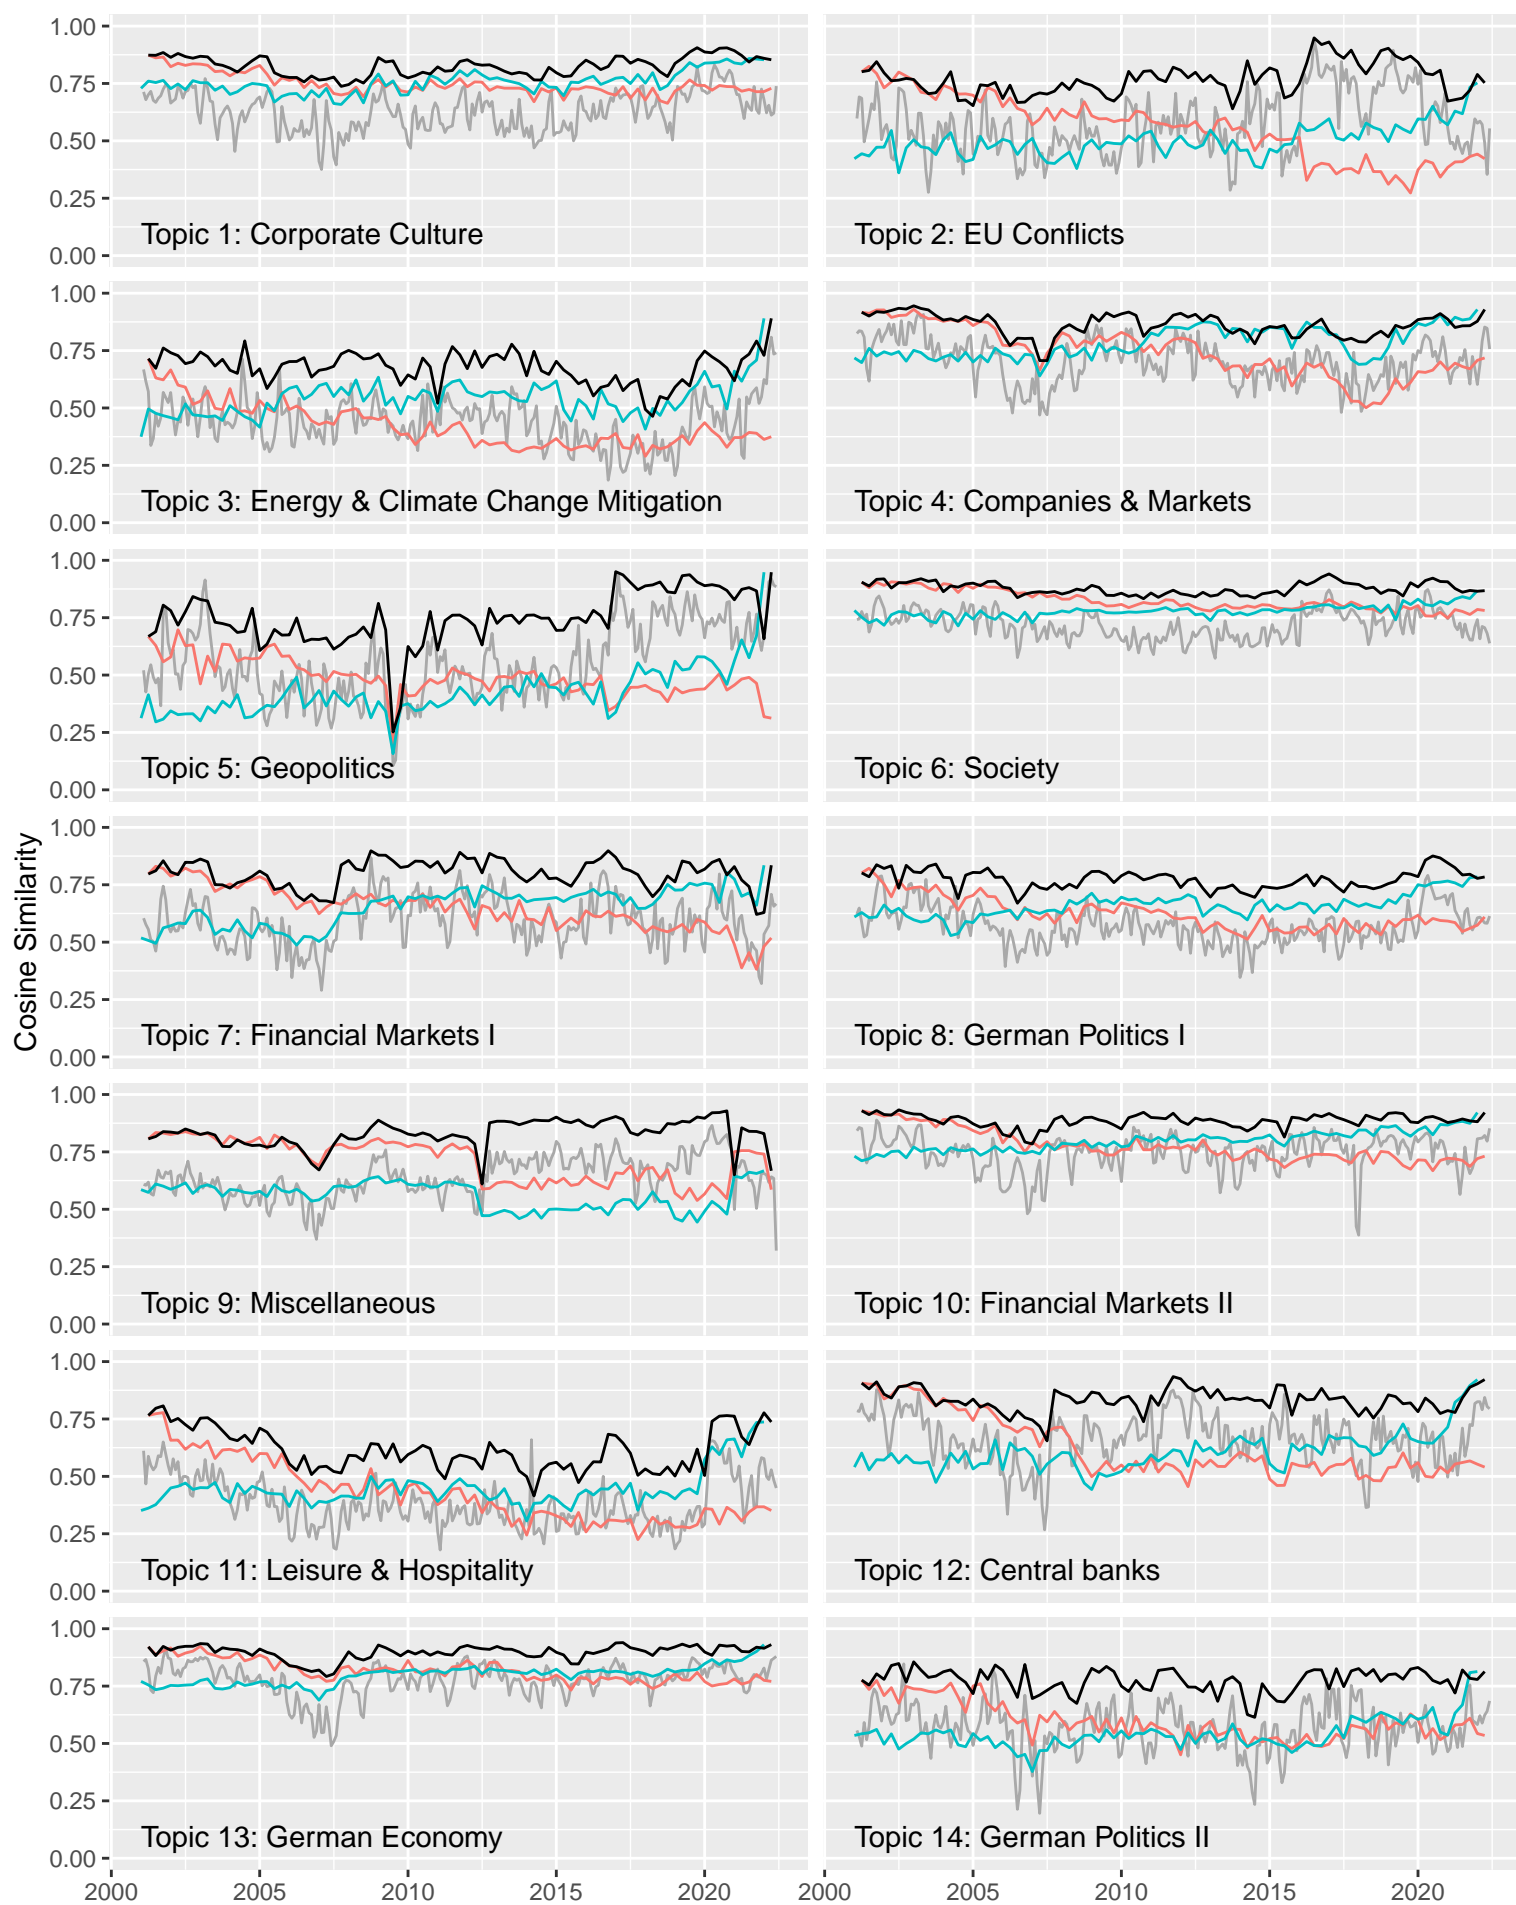 Cosine Similarity
1.00
0.75
0.50
0.25
0.00
Topic 1: Corporate Culture
Topic 2: EU Conflicts
1.00
0.75
0.50
0.25
0.00
Topic 3: Energy & Climate Change Mitigation
Topic 4: Companies & Markets
1.00
0.75
0.50
0.25
0.00
Topic 5: Geopolitics
Topic 6: Society
1.00
0.75
0.50
0.25
0.00
Topic 7: Financial Markets I
Topic 8: German Politics I
1.00
0.75
0.50
0.25
0.00
Topic 9: Miscellaneous
Topic 10: Financial Markets II
1.00
0.75
0.50
0.25
0.00
Topic 11: Leisure & Hospitality
Topic 12: Central banks
1.00
0.75
0.50
0.25
0.00
Topic 13: German Economy
Topic 14: German Politics II
2000 2005 2010 2015 2020
2000 2005 2010 2015 2020